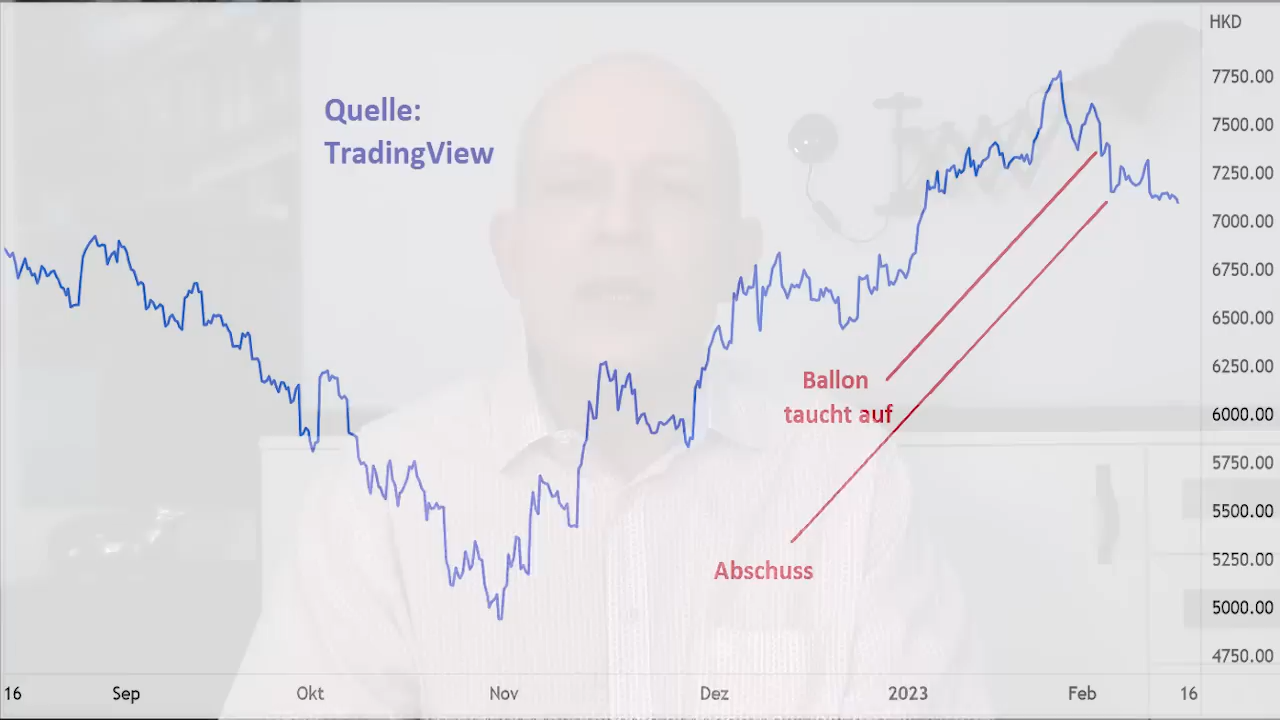 HKD
Quelle:
TradingView
7750.00
7500.00
7250.00
7000.00
6750.00
6500.00
6250.00
6000.00
5750.00
5500.00
5250.00
5000.00
4750.00
Ballon
taucht auf
Abschuss
16 Sep Okt Nov Dez 2023 Feb 16